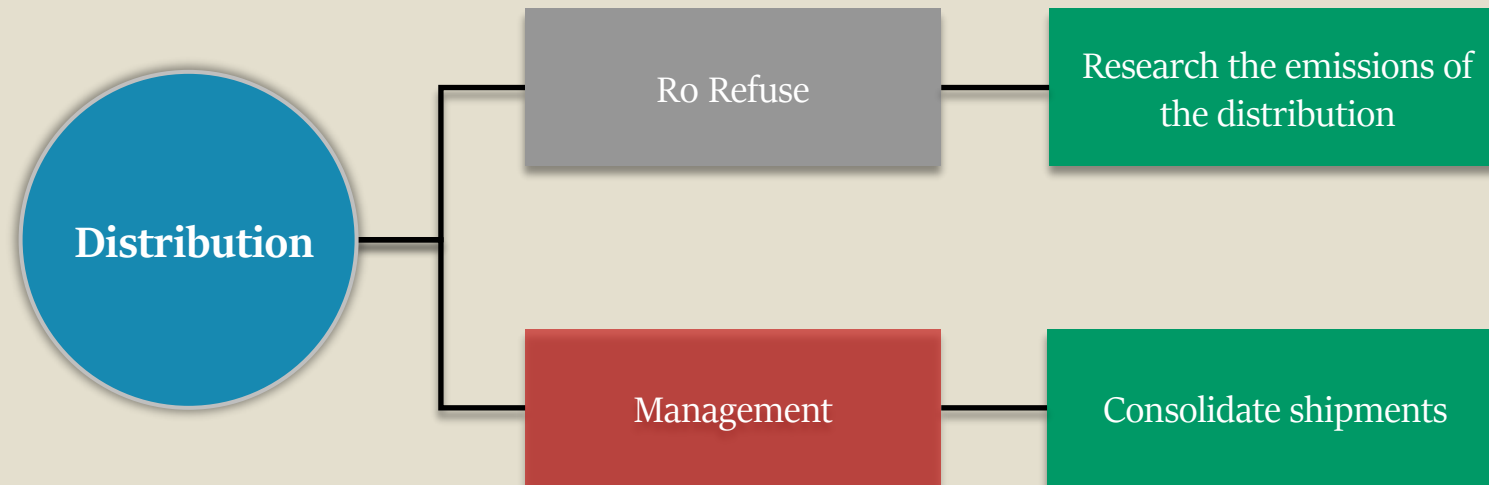 Distribution
Ro Refuse
Research the emissions of
the distribution
Management
Consolidate shipments